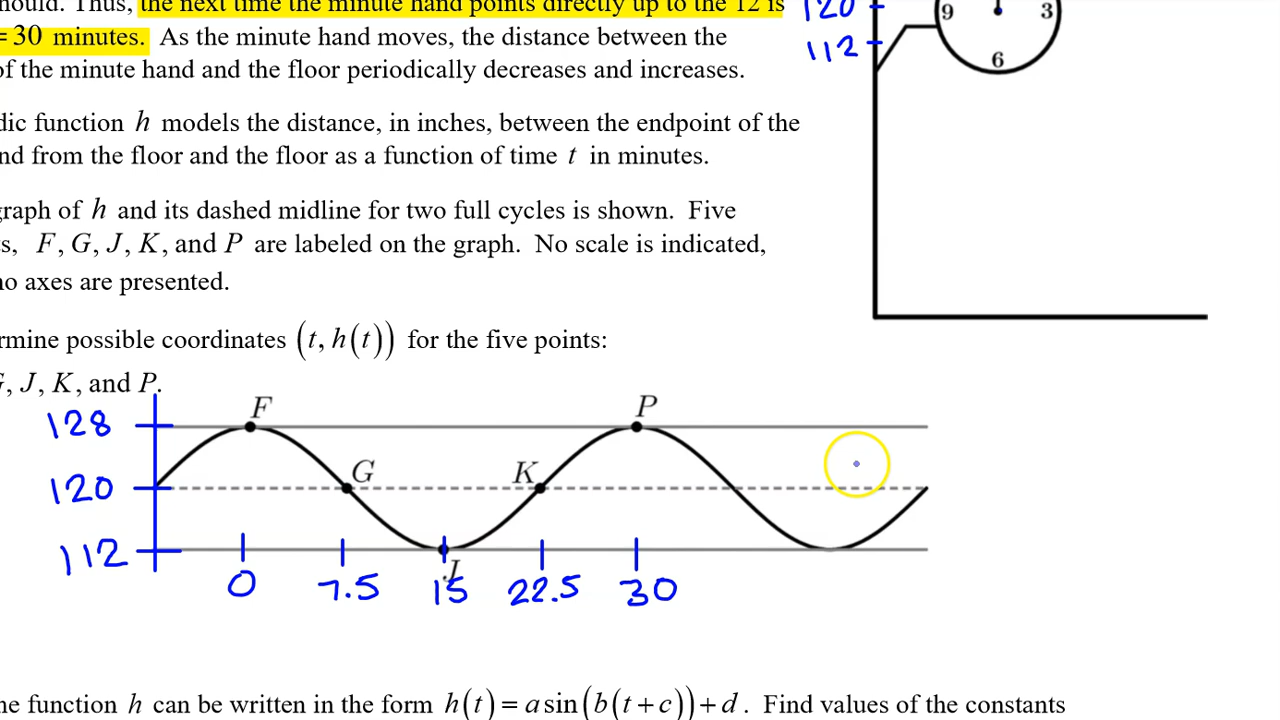 hould. Thus, the next time the minute hand points directly up to the 12 is
= 30 minutes. As the minute hand moves, the distance between the
of the minute hand and the floor periodically decreases and increases.
120
112
9 3
6
dic function h models the distance, in inches, between the endpoint of the
nd from the floor and the floor as a function of time t in minutes.
graph of h and its dashed midline for two full cycles is shown. Five
s, F, G, J, K, and P are labeled on the graph. No scale is indicated,
no axes are presented.
rmine possible coordinates (t, h(t)) for the five points:
G, J, K, and P.
F P
128
G K
120
112
J
0 7.5 15 22.5 30
he function h can be written in the form h(t) = a sin(b(t+c))+d. Find values of the constants